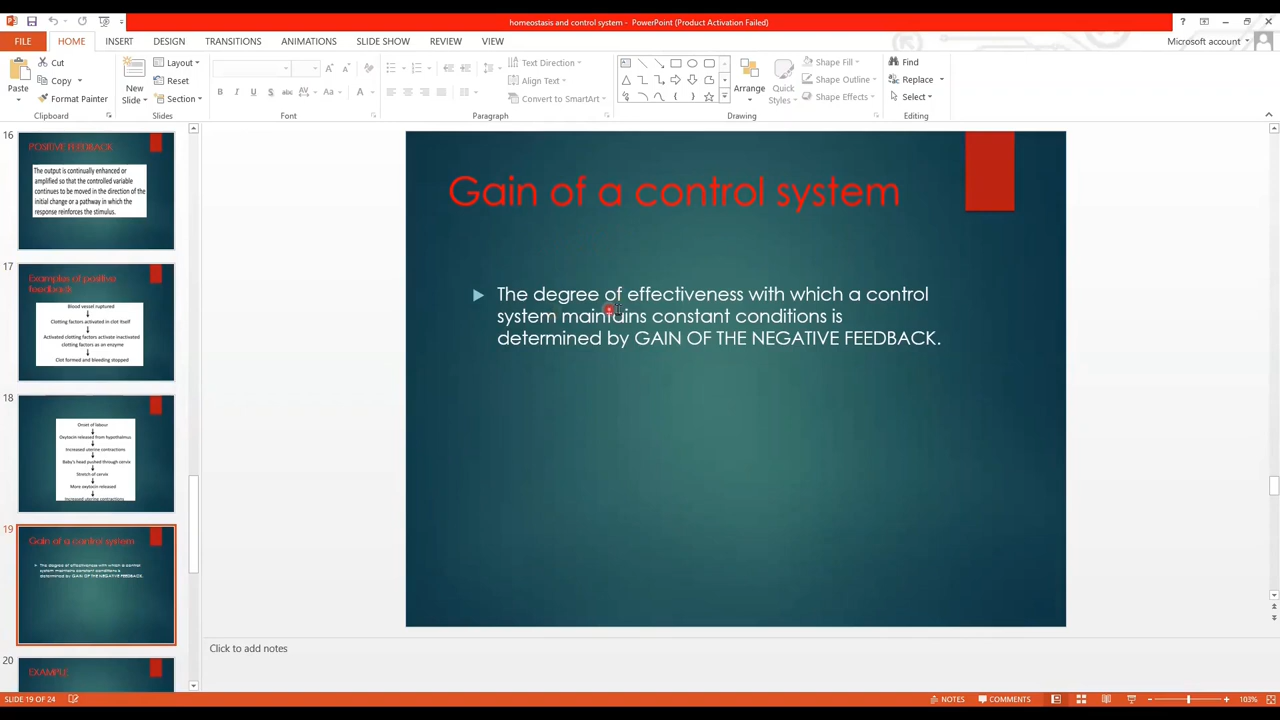 homeostasis and control system - PowerPoint (Product Activation Failed)
FILE HOME INSERT DESIGN TRANSITIONS ANIMATIONS SLIDE SHOW REVIEW VIEW Microsoft account
Paste
Cut
Copy
Format Painter
Clipboard
New
Slide
Layout
Reset
Section
Slides
Font
Text Direction
Align Text
Convert to SmartArt
Paragraph
Arrange
Quick
Styles
Shape Fill
Shape Outline
Shape Effects
Drawing
Find
Replace
Select
Editing
16
POSITIVE FEEDBACK
The output is continually enhanced or
amplified so that the controlled variable
continues to be moved in the direction of the
initial change or a pathway in which the
response reinforces the stimulus.
17
Examples of positive
feedback
Blood vessel ruptured
Clotting factors activated in clot itself
Activated clotting factors activate inactivated
clotting factors as an enzyme
Clot formed and bleeding stopped
18
Onset of labour
Oxytocin released from hypothalmus
Increased uterine contractions
Baby's head pushed through cervix
Stretch of cervix
More oxytocin released
Increased uterine contractions
19
Gain of a control system
The degree of effectiveness with which a control
system maintains constant conditions is
determined by GAIN OF THE NEGATIVE FEEDBACK.
20
EXAMPLE
Gain of a control system
The degree of effectiveness with which a control
system maintains constant conditions is
determined by GAIN OF THE NEGATIVE FEEDBACK.
Click to add notes
SLIDE 19 OF 24 NOTES COMMENTS 103%